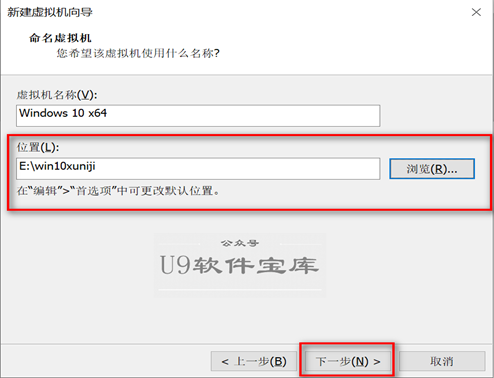 新建虚拟机向导
命名虚拟机
您希望该虚拟机使用什么名称?
虚拟机名称(V):
Windows 10 x64
位置(L):
E:\win10xuniji
浏览(R)...
在“编辑”>“首选项”中可更改默认位置。
公众号
U9软件宝库
< 上一步(B)
下一步(N) >
取消